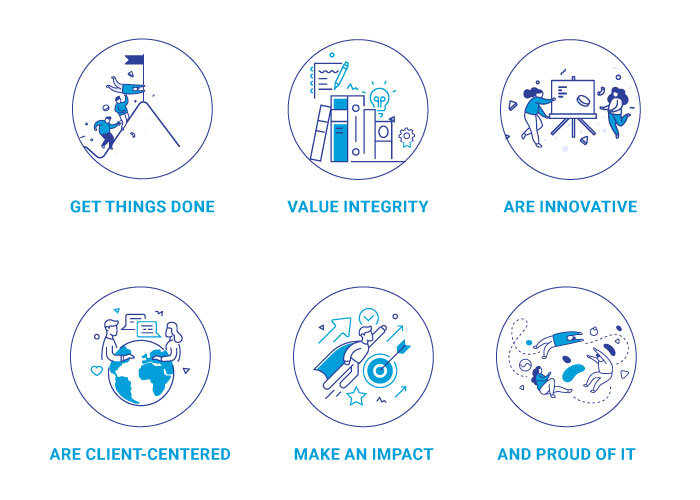 GET THINGS DONE
VALUE INTEGRITY
ARE INNOVATIVE
ARE CLIENT-CENTERED
MAKE AN IMPACT
AND PROUD OF IT